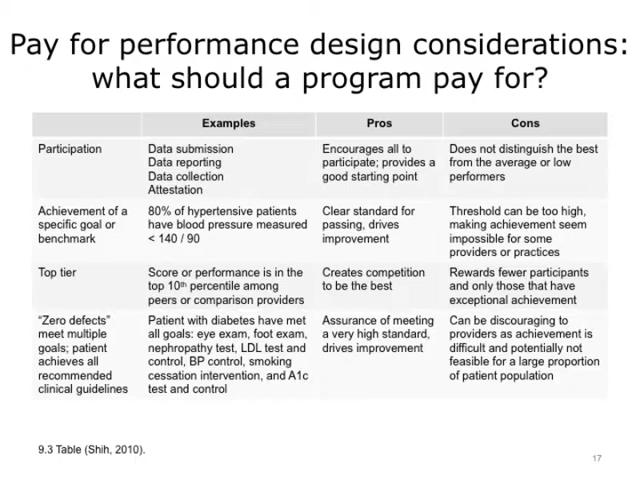 Pay for performance design considerations:
what should a program pay for?
Examples
Pros
Cons
Participation
Data submission
Data reporting
Data collection
Attestation
Encourages all to
participate; provides a
good starting point
Does not distinguish the best
from the average or low
performers
Achievement of a
specific goal or
benchmark
80% of hypertensive patients
have blood pressure measured
< 140 / 90
Clear standard for
passing, drives
improvement
Threshold can be too high,
making achievement seem
impossible for some
providers or practices
Top tier
Score or performance is in the
top 10th percentile among
peers or comparison providers
Creates competition
to be the best
Rewards fewer participants
and only those that have
exceptional achievement
“Zero defects”
meet multiple
goals; patient
achieves all
recommended
clinical guidelines
Patient with diabetes have met
all goals: eye exam, foot exam,
nephropathy test, LDL test and
control, BP control, smoking
cessation intervention, and A1c
test and control
Assurance of meeting
a very high standard,
drives improvement
Can be discouraging to
providers as achievement is
difficult and potentially not
feasible for a large proportion
of patient population
9.3 Table (Shih, 2010).
17